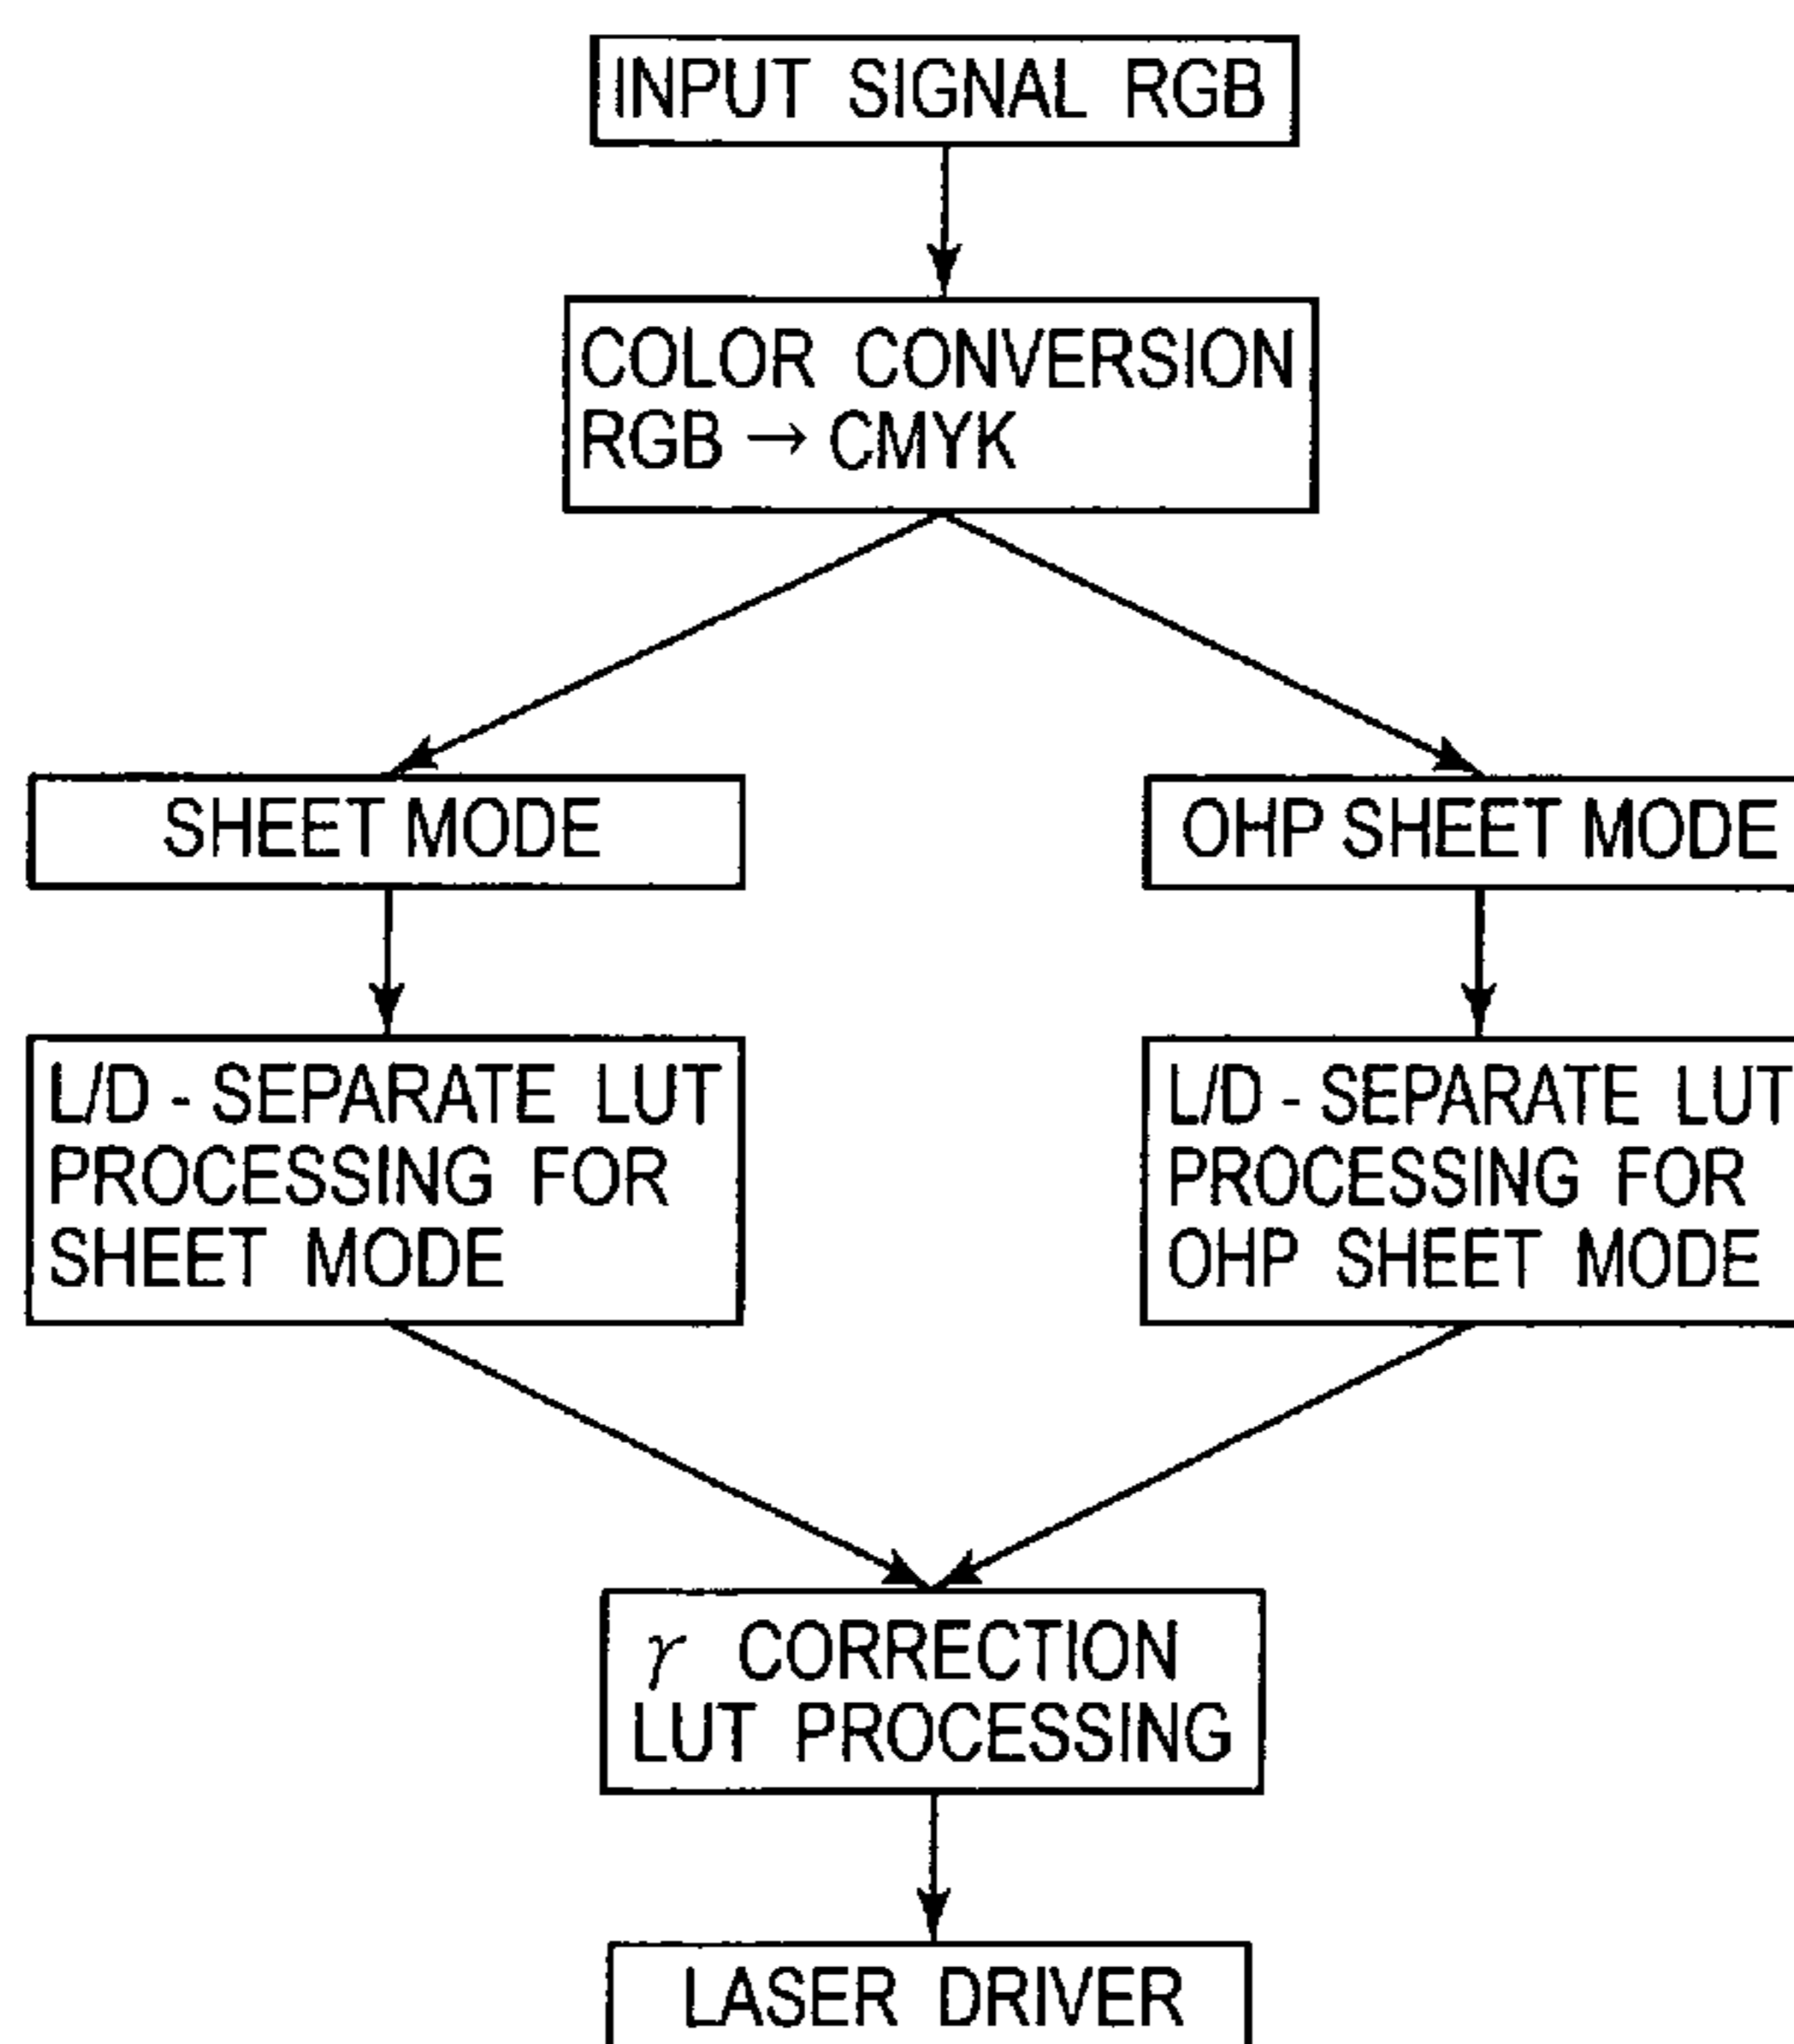 INPUT SIGNAL RGB
COLOR CONVERSION
RGB → CMYK
SHEET MODE
OHP SHEET MODE
L/D - SEPARATE LUT
PROCESSING FOR
SHEET MODE
L/D - SEPARATE LUT
PROCESSING FOR
OHP SHEET MODE
γ CORRECTION
LUT PROCESSING
LASER DRIVER